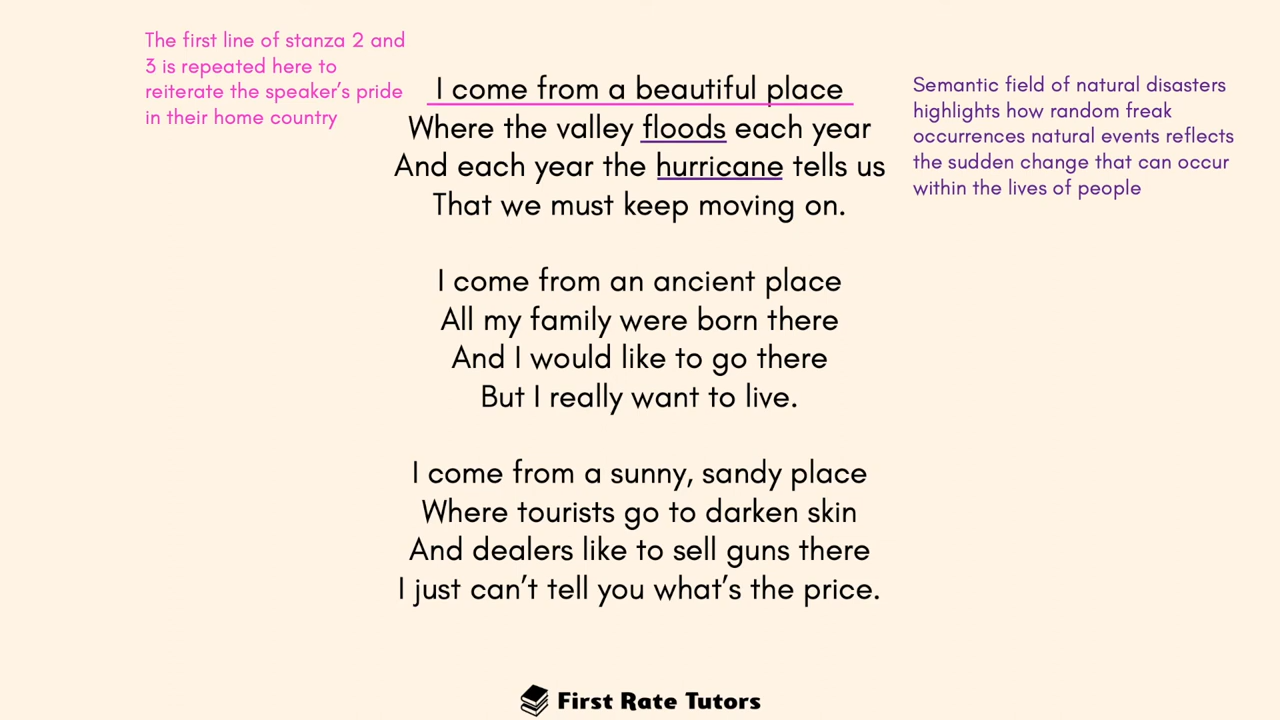 The first line of stanza 2 and
3 is repeated here to
reiterate the speaker's pride
in their home country
I come from a beautiful place
Where the valley floods each year
And each year the hurricane tells us
That we must keep moving on.
Semantic field of natural disasters
highlights how random freak
occurrences natural events reflects
the sudden change that can occur
within the lives of people
I come from an ancient place
All my family were born there
And I would like to go there
But I really want to live.
I come from a sunny, sandy place
Where tourists go to darken skin
And dealers like to sell guns there
I just can't tell you what's the price.
First Rate Tutors